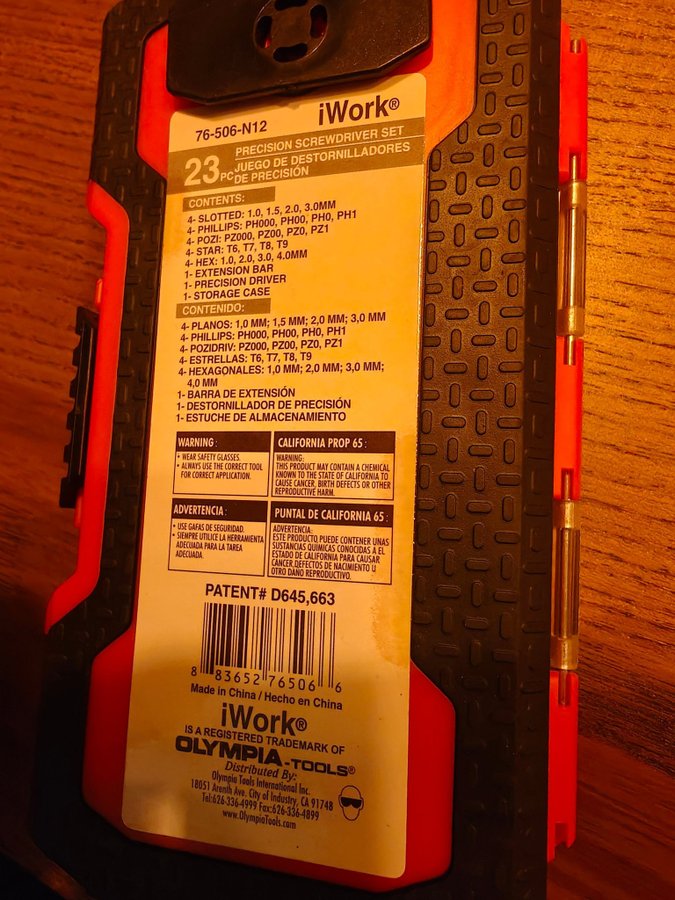 iWork®
76-506-N12
23PC
PRECISION SCREWDRIVER SET
JUEGO DE DESTORNILLADORES
DE PRECISIÓN
CONTENTS:
4- SLOTTED: 1.0, 1.5, 2.0, 3.0MM
4- PHILLIPS: PH000, PH00, PH0, PH1
4- POZI: PZ000, PZ00, PZ0, PZ1
4- STAR: T6, T7, T8, T9
4- HEX: 1.0, 2.0, 3.0, 4.0MM
1- EXTENSION BAR
1- PRECISION DRIVER
1- STORAGE CASE
CONTENIDO:
4- PLANOS: 1,0 MM; 1,5 MM; 2,0 MM; 3,0 MM
4- PHILLIPS: PH000, PH00, PH0, PH1
4- POZIDRIV: PZ000, PZ00, PZ0, PZ1
4- ESTRELLAS: T6, T7, T8, T9
4- HEXAGONALES: 1,0 MM; 2,0 MM; 3,0 MM;
4,0 MM
1- BARRA DE EXTENSIÓN
1- DESTORNILLADOR DE PRECISIÓN
1- ESTUCHE DE ALMACENAMIENTO
WARNING:
• WEAR SAFETY GLASSES.
• ALWAYS USE THE CORRECT TOOL
FOR CORRECT APPLICATION.
CALIFORNIA PROP 65:
WARNING:
THIS PRODUCT MAY CONTAIN A CHEMICAL
KNOWN TO THE STATE OF CALIFORNIA TO
CAUSE CANCER, BIRTH DEFECTS OR OTHER
REPRODUCTIVE HARM.
ADVERTENCIA:
• USE GAFAS DE SEGURIDAD.
• SIEMPRE UTILICE LA HERRAMIENTA
ADECUADA PARA LA TAREA
ADECUADA.
PUNTAL DE CALIFORNIA 65:
ADVERTENCIA:
ESTE PRODUCTO, PUEDE CONTENER UNAS
SUSTANCIAS QUIMICAS CONOCIDAS A EL
ESTADO DE CALIFORNIA PARA CAUSAR
CANCER,DEFECTOS DE NACIMIENTO U
OTRO DAÑO REPRODUCTIVO.
PATENT# D645,663
8 83652 76506 6
Made in China / Hecho en China
iWork®
IS A REGISTERED TRADEMARK OF
OLYMPIA-TOOLS®
Distributed By:
Olympia Tools International Inc.
18051 Arenth Ave. City of Industry, CA 91748
Tel:626-336-4999 Fax:626-336-4899
www.OlympiaTools.com